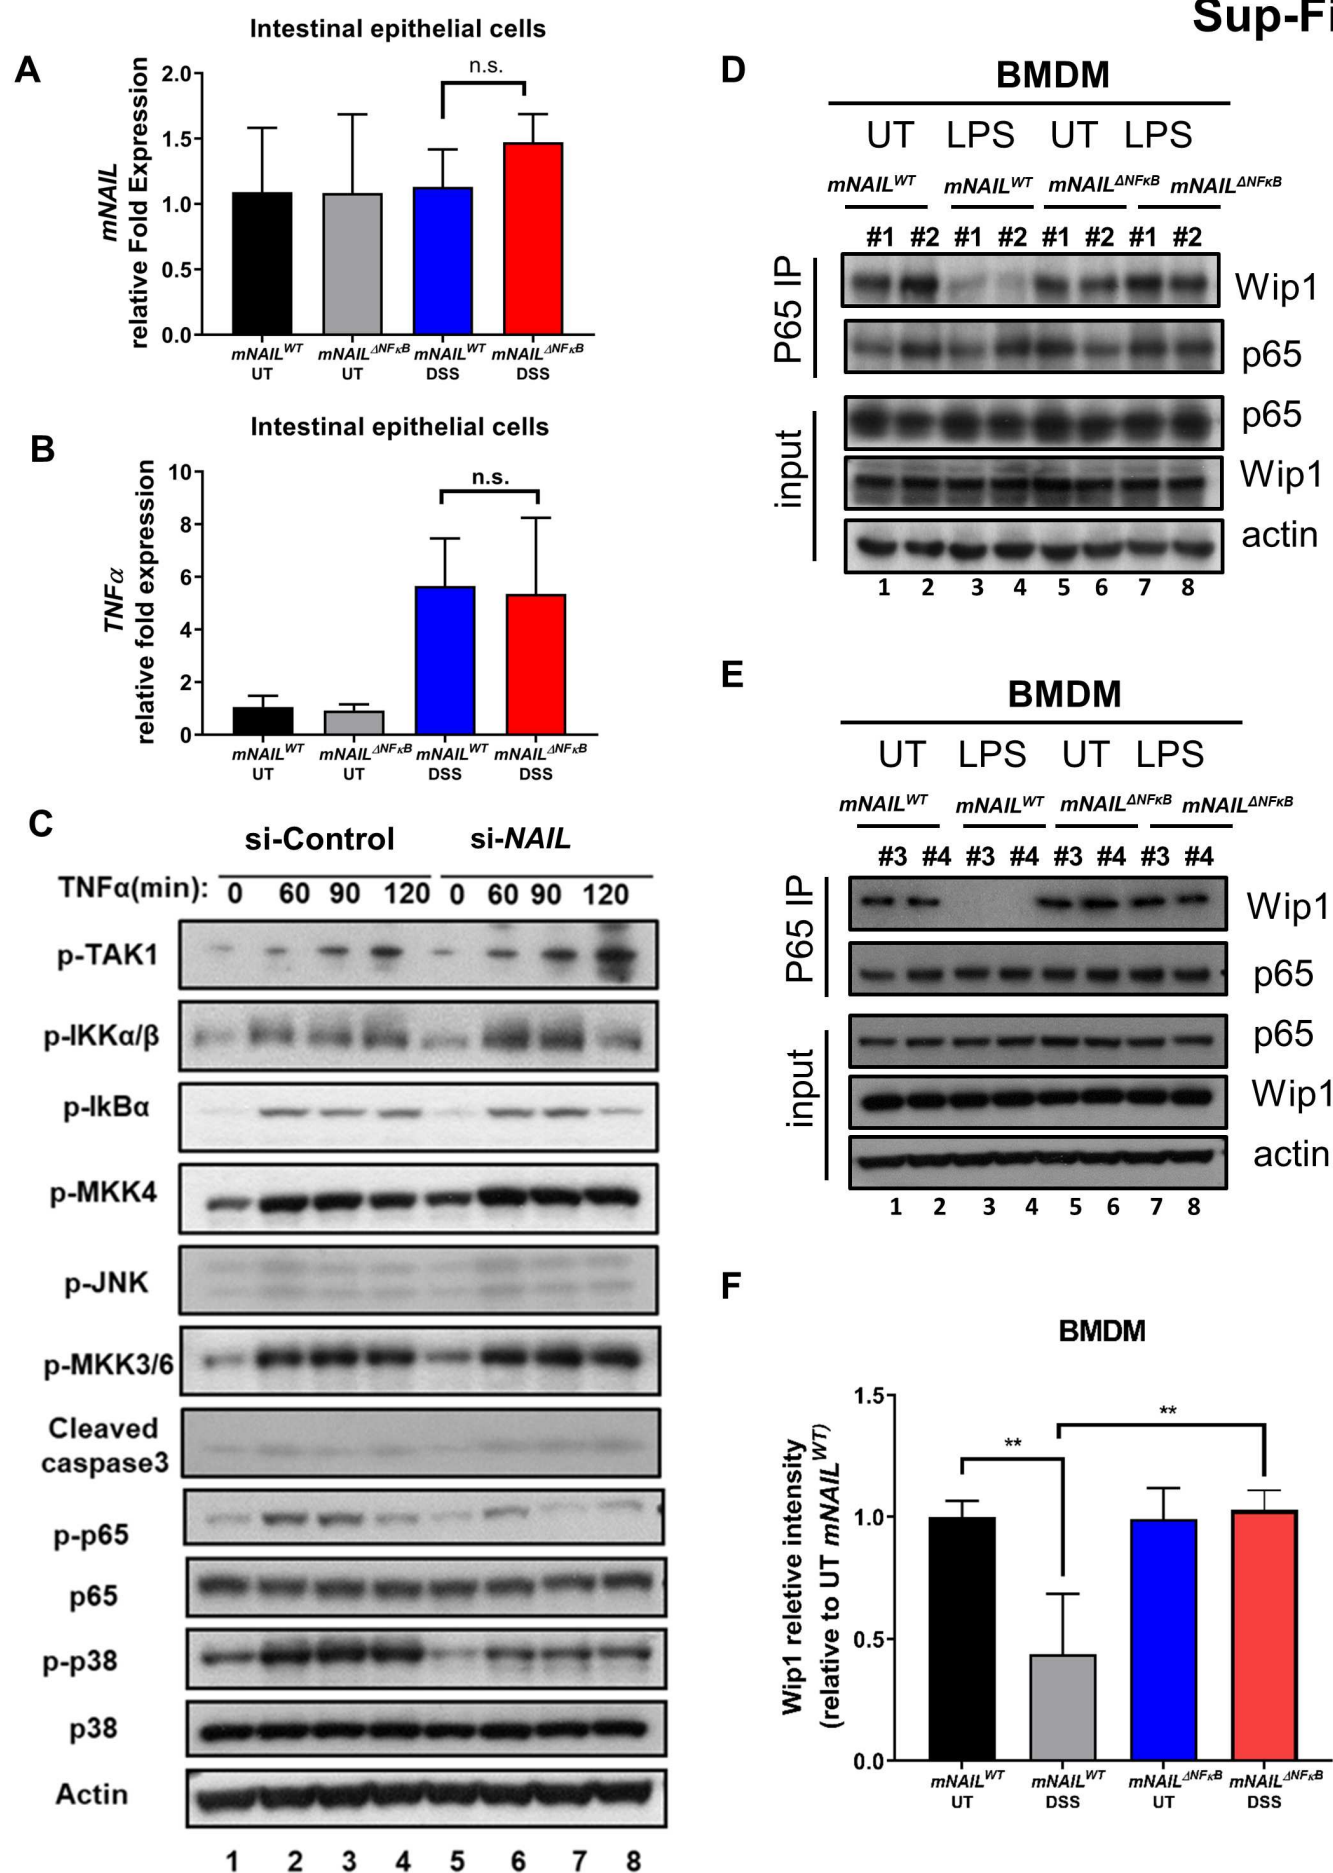 Sup-Fi
A
Intestinal epithelial cells
mNAIL
relative Fold Expression
2.0
1.5
1.0
0.5
0.0
n.s.
mNAIL^WT mNAIL^ΔNFκB mNAIL^WT mNAIL^ΔNFκB
UT UT DSS DSS
B
Intestinal epithelial cells
TNFα
relative fold expression
10
8
6
4
2
0
n.s.
mNAIL^WT mNAIL^ΔNFκB mNAIL^WT mNAIL^ΔNFκB
UT UT DSS DSS
C
si-Control si-NAIL
TNFα(min): 0 60 90 120 0 60 90 120
p-TAK1
p-IKKα/β
p-IkBα
p-MKK4
p-JNK
p-MKK3/6
Cleaved
caspase3
p-p65
p65
p-p38
p38
Actin
1 2 3 4 5 6 7 8
D
BMDM
UT LPS UT LPS
mNAIL^WT mNAIL^WT mNAIL^ΔNFκB mNAIL^ΔNFκB
#1 #2 #1 #2 #1 #2 #1 #2
P65 IP
Wip1
p65
input
p65
Wip1
actin
1 2 3 4 5 6 7 8
E
BMDM
UT LPS UT LPS
mNAIL^WT mNAIL^WT mNAIL^ΔNFκB mNAIL^ΔNFκB
#3 #4 #3 #4 #3 #4 #3 #4
P65 IP
Wip1
p65
input
p65
Wip1
actin
1 2 3 4 5 6 7 8
F
BMDM
Wip1 reletive intensity
(relative to UT mNAIL^WT)
1.5
1.0
0.5
0.0
**
**
mNAIL^WT mNAIL^WT mNAIL^ΔNFκB mNAIL^ΔNFκB
UT DSS UT DSS